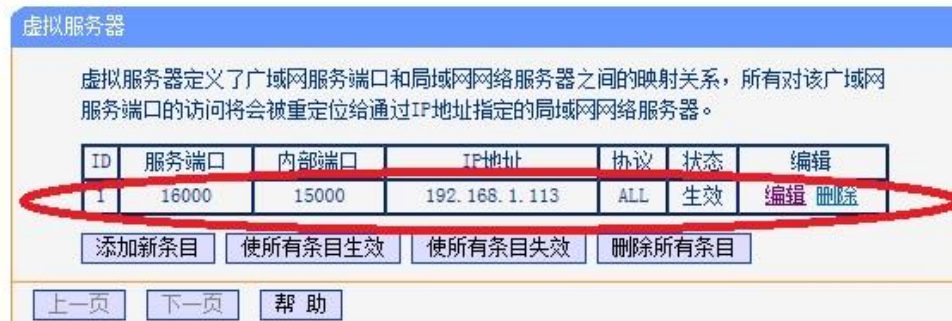 虚拟服务器
虚拟服务器定义了广域网服务端口和局域网网络服务器之间的映射关系，所有对该广域网
服务端口的访问将会被重定位给通过IP地址指定的局域网网络服务器。
ID 服务端口 内部端口 IP地址 协议 状态 编辑
1 16000 15000 192.168.1.113 ALL 生效 编辑 删除
添加新条目 使所有条目生效 使所有条目失效 删除所有条目
上一页 下一页 帮 助